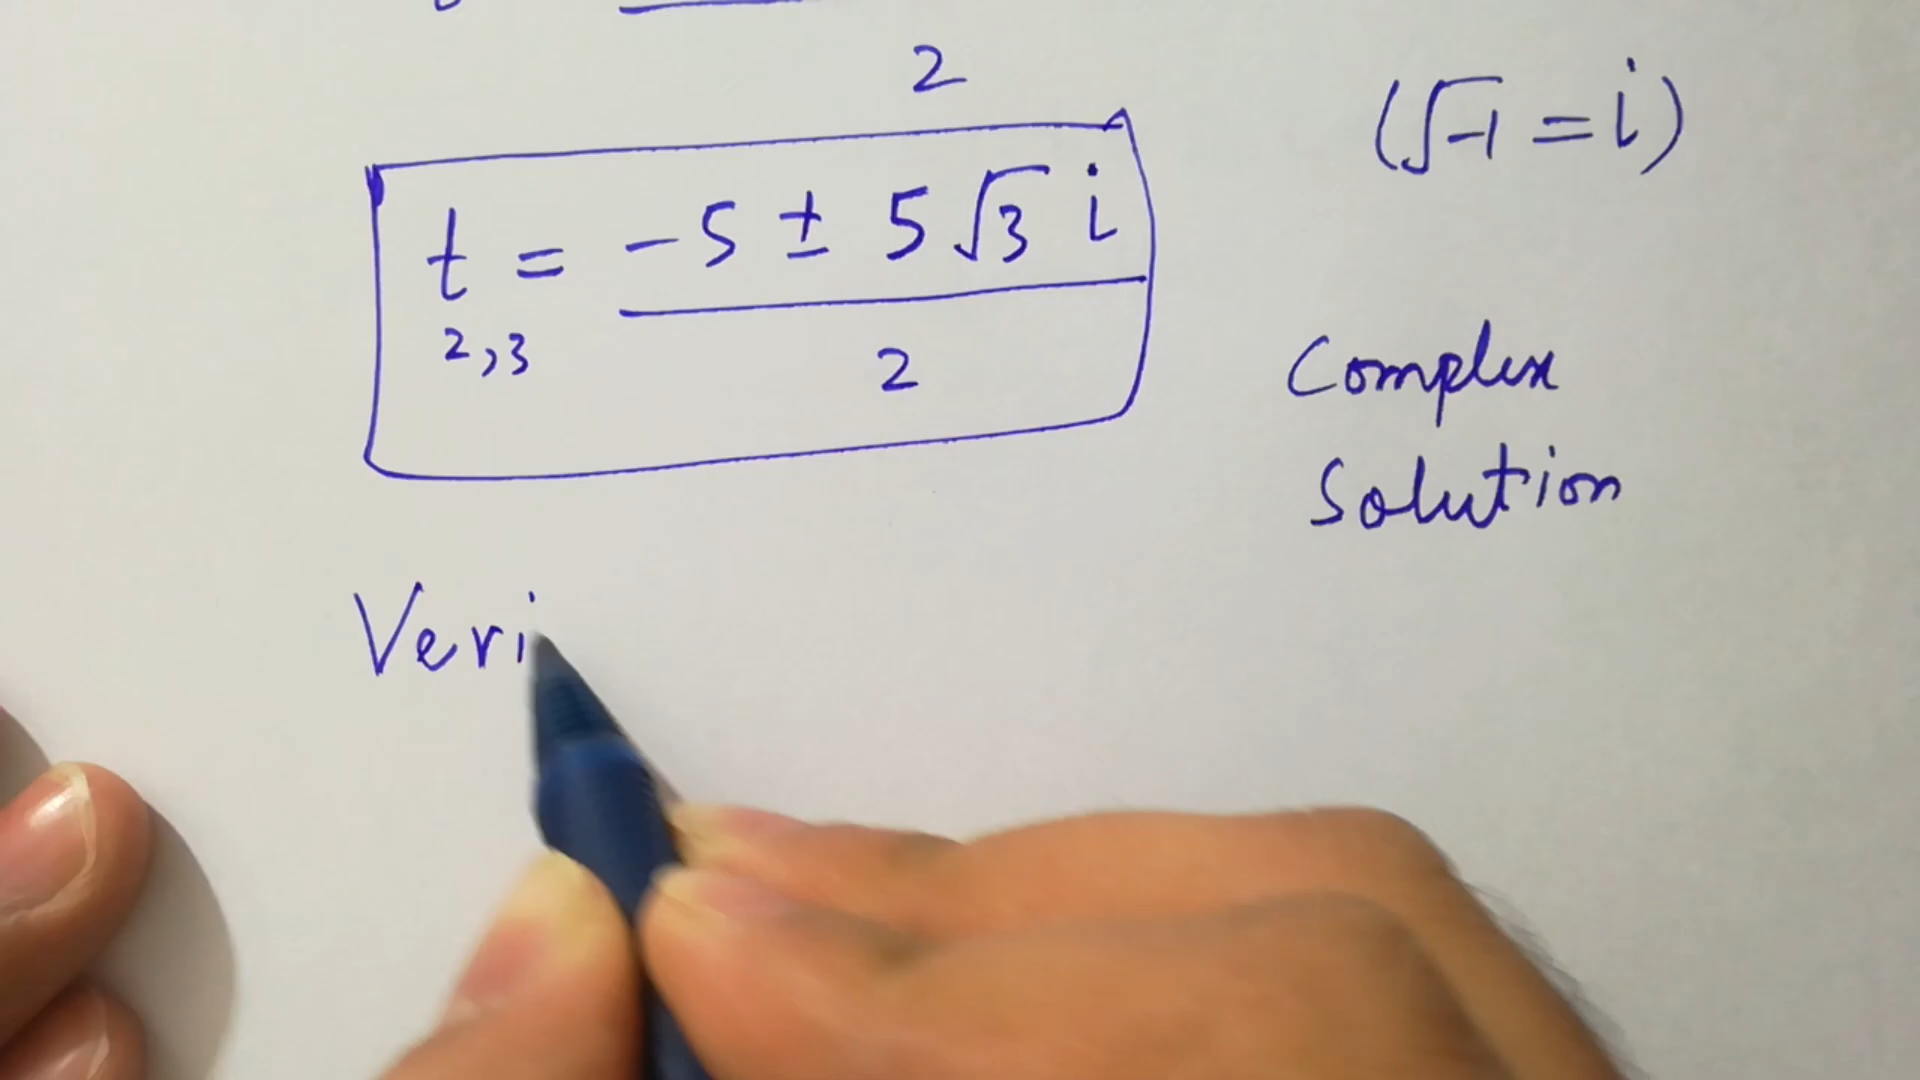 2
(√-1 = i)
t = -5 ± 5√3 i
2,3
2
Complex
Solution
Veri